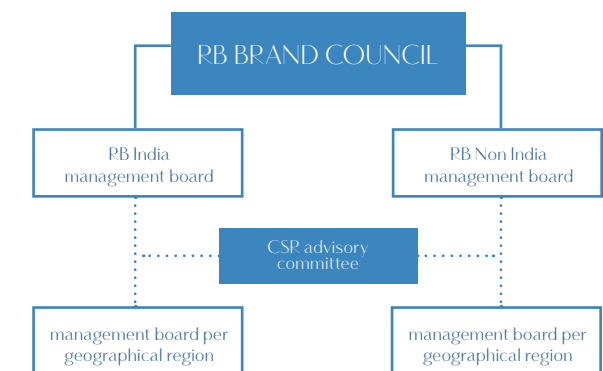 RB BRAND COUNCIL
RB India
management board
RB Non India
management board
CSR advisory
committee
management board per
geographical region
management board per
geographical region